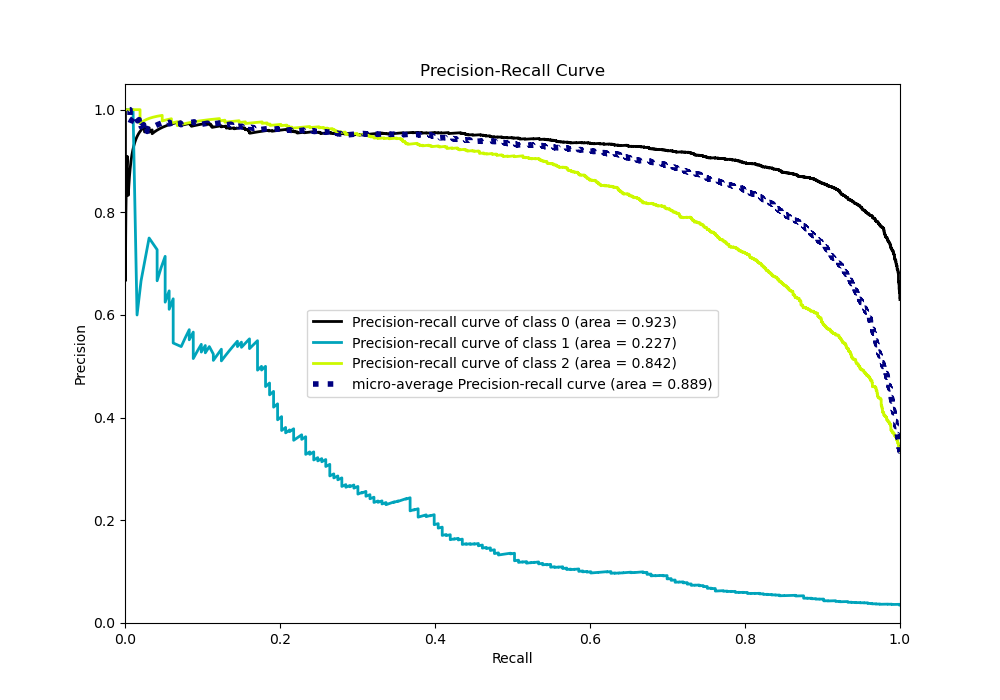 Precision-Recall Curve
1.0
0.8
0.6
0.4
0.2
0.0
Precision
Precision-recall curve of class 0 (area = 0.923)
Precision-recall curve of class 1 (area = 0.227)
Precision-recall curve of class 2 (area = 0.842)
micro-average Precision-recall curve (area = 0.889)
0.0 0.2 0.4 0.6 0.8 1.0
Recall